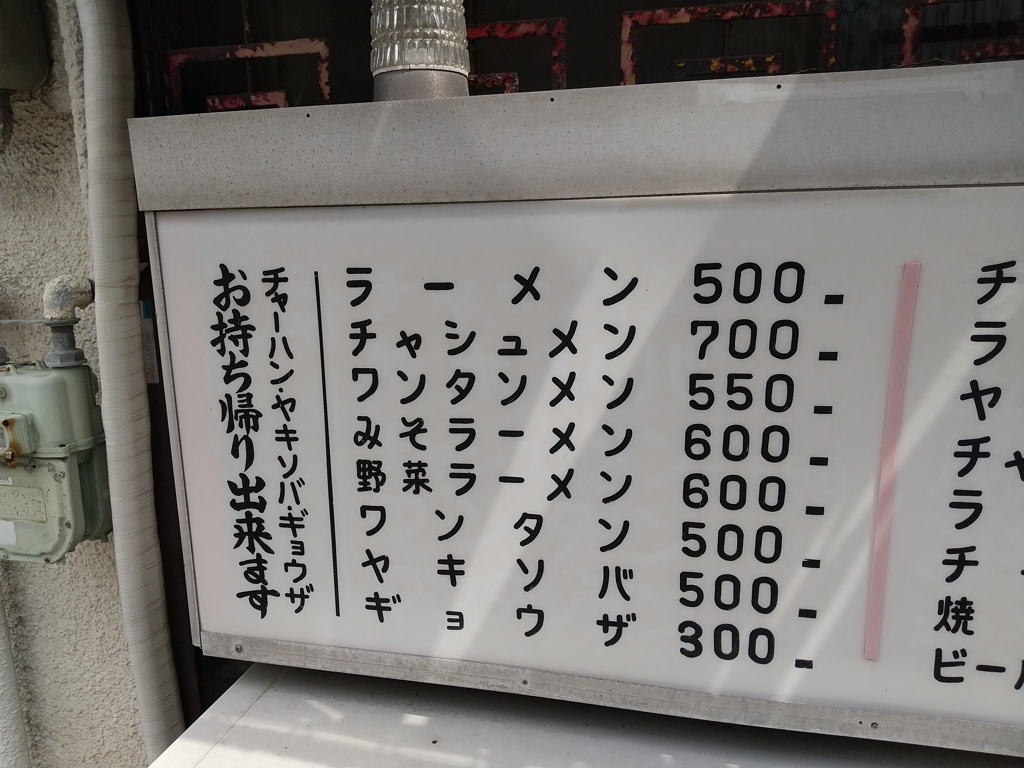 チャーハン・ヤキソバ・ギョウザ
お持ち帰り出来ます
ラーメン 500-
チャシューメン 700-
ワンタンメン 550-
みそラーメン 600-
野菜ラーメン 600-
ワンタン 500-
ヤキソバ 500-
ギョウザ 300-
チ
ラ
ヤ
チャ
ラ
チ
焼
ビール